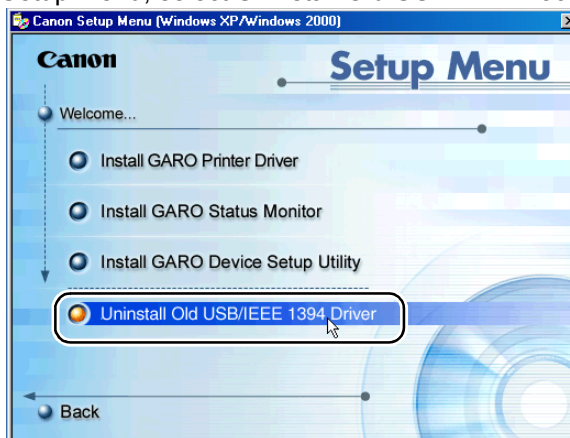 Canon Setup Menu (Windows XP/Windows 2000)
Canon
Setup Menu
Welcome...
Install GARO Printer Driver
Install GARO Status Monitor
Install GARO Device Setup Utility
Uninstall Old USB/IEEE 1394 Driver
Back